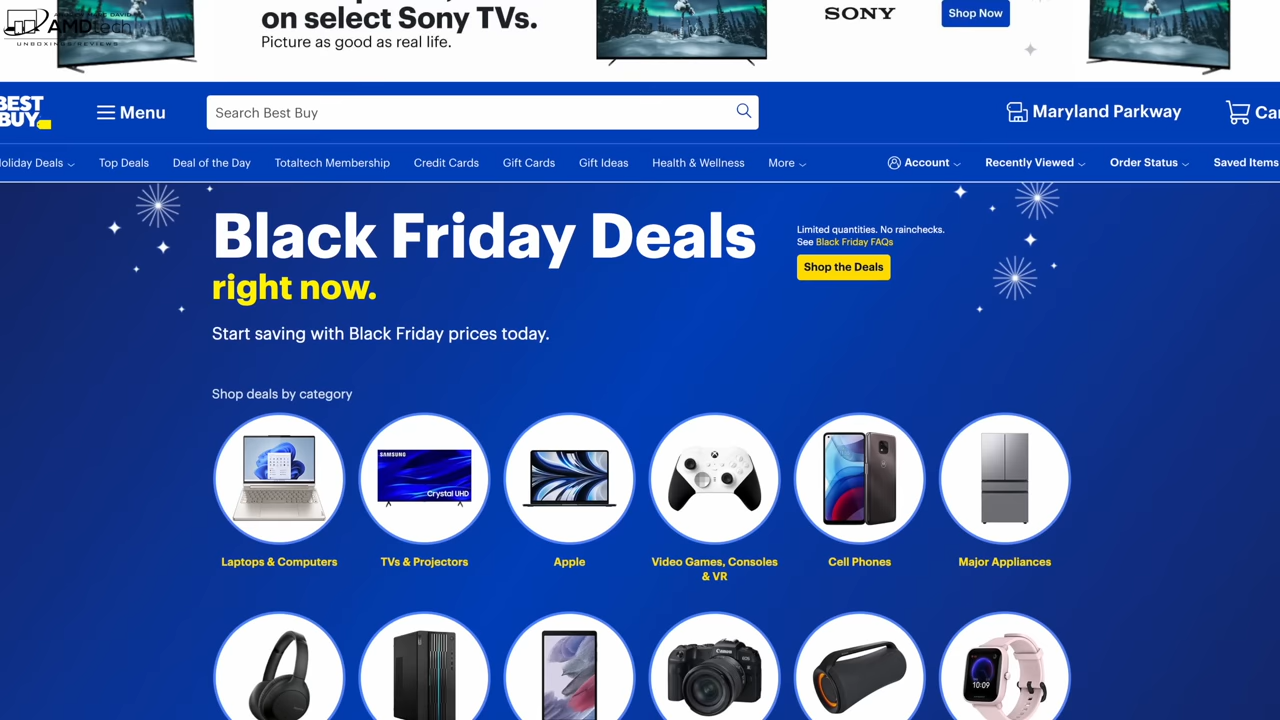 on select Sony TVs.
Picture as good as real life.
SONY
Shop Now
AMDtech
UNBOXINGS/REVIEWS
BEST
BUY
Menu
Search Best Buy
Maryland Parkway
Holiday Deals
Top Deals
Deal of the Day
Totaltech Membership
Credit Cards
Gift Cards
Gift Ideas
Health & Wellness
More
Account
Recently Viewed
Order Status
Saved Items
Black Friday Deals
right now.
Start saving with Black Friday prices today.
Limited quantities. No rainchecks.
See Black Friday FAQs
Shop the Deals
Shop deals by category
SAMSUNG
Crystal UHD
Laptops & Computers
TVs & Projectors
Apple
Video Games, Consoles
& VR
Cell Phones
Major Appliances
Canon
10:09